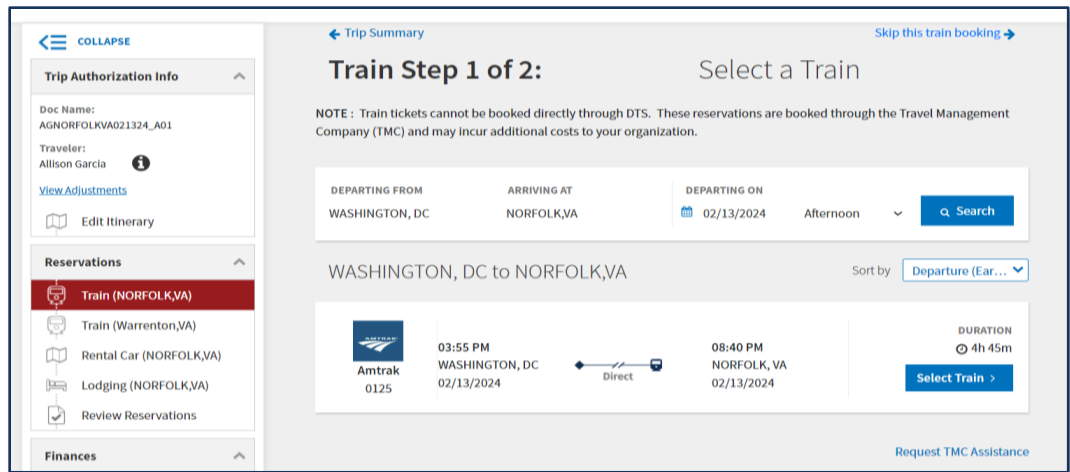 COLLAPSE
Trip Authorization Info
Doc Name:
AGNORFOLKVA021324_A01
Traveler:
Allison Garcia
View Adjustments
Edit Itinerary
Reservations
Train (NORFOLK,VA)
Train (Warrenton,VA)
Rental Car (NORFOLK,VA)
Lodging (NORFOLK,VA)
Review Reservations
Finances
Trip Summary
Skip this train booking
Train Step 1 of 2:
Select a Train
NOTE : Train tickets cannot be booked directly through DTS. These reservations are booked through the Travel Management
Company (TMC) and may incur additional costs to your organization.
DEPARTING FROM
WASHINGTON, DC
ARRIVING AT
NORFOLK,VA
DEPARTING ON
02/13/2024
Afternoon
Search
WASHINGTON, DC to NORFOLK,VA
Sort by
Departure (Ear...
AMTRAK
Amtrak
0125
03:55 PM
WASHINGTON, DC
02/13/2024
Direct
08:40 PM
NORFOLK, VA
02/13/2024
DURATION
4h 45m
Select Train >
Request TMC Assistance